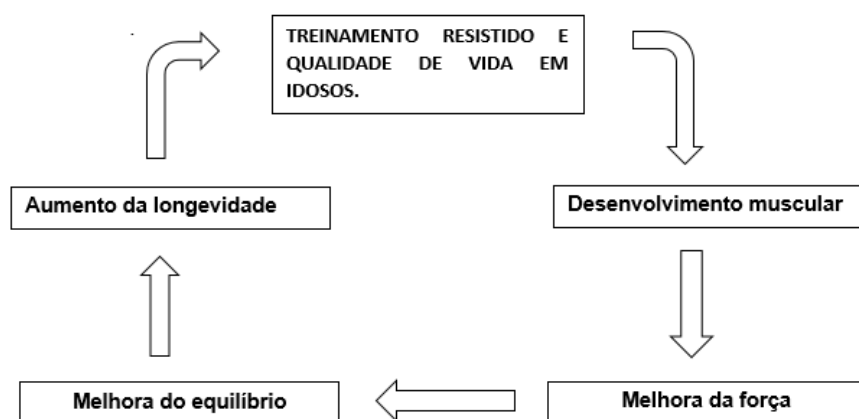 TREINAMENTO RESISTIDO E
QUALIDADE DE VIDA EM
IDOSOS.
Aumento da longevidade
Desenvolvimento muscular
Melhora do equilíbrio
Melhora da força